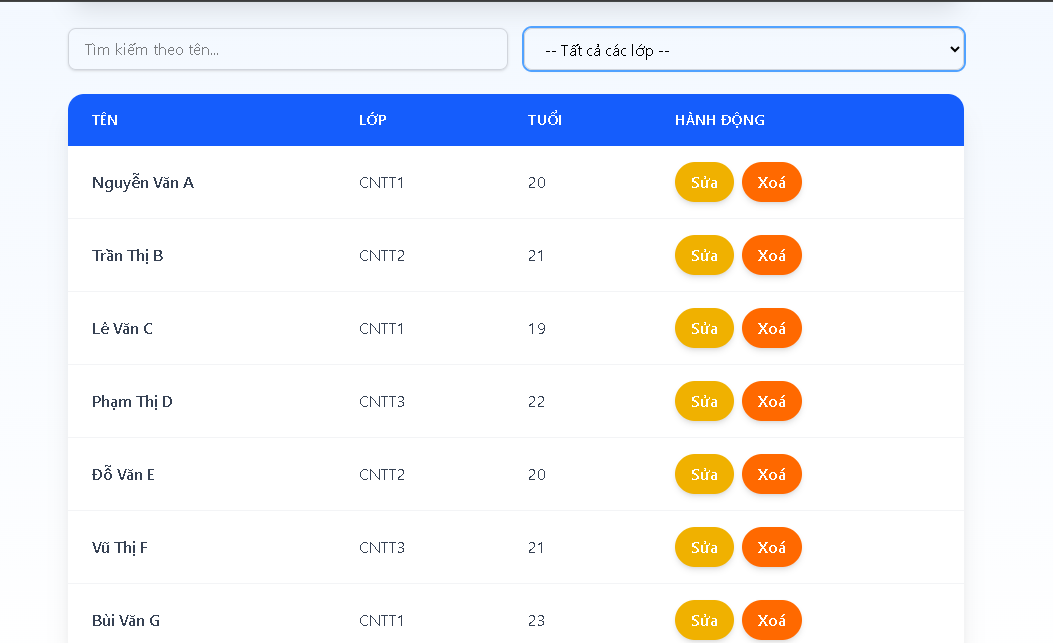 Tìm kiếm theo tên...
-- Tất cả các lớp --
TÊN LỚP TUỔI HÀNH ĐỘNG
Nguyễn Văn A CNTT1 20 Sửa Xoá
Trần Thị B CNTT2 21 Sửa Xoá
Lê Văn C CNTT1 19 Sửa Xoá
Phạm Thị D CNTT3 22 Sửa Xoá
Đỗ Văn E CNTT2 20 Sửa Xoá
Vũ Thị F CNTT3 21 Sửa Xoá
Bùi Văn G CNTT1 23 Sửa Xoá